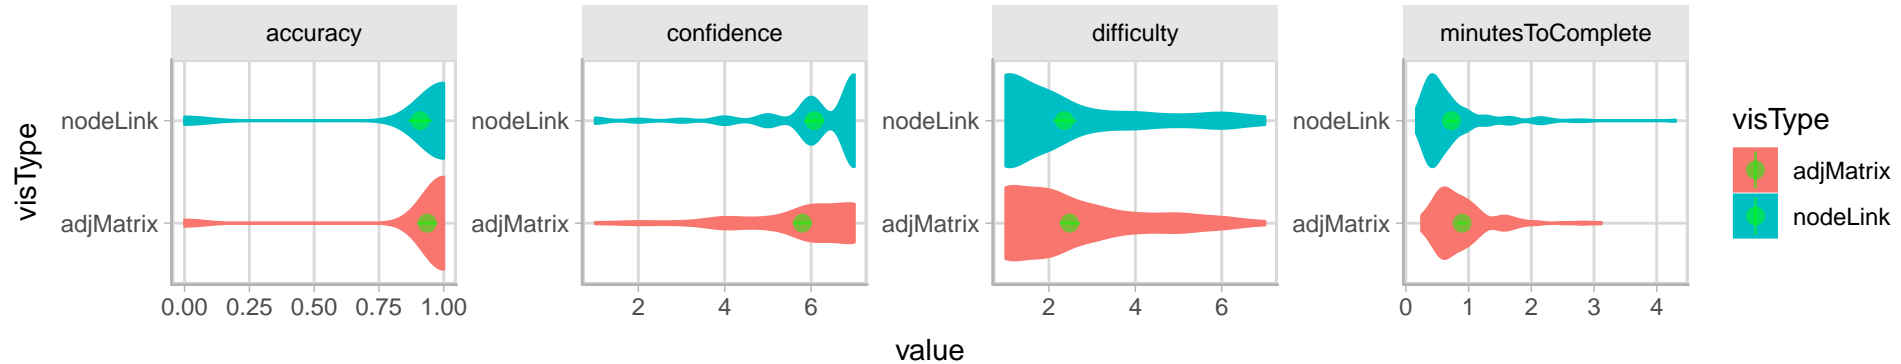 accuracy
confidence
difficulty
minutesToComplete
visType
nodeLink
adjMatrix
nodeLink
adjMatrix
nodeLink
adjMatrix
nodeLink
adjMatrix
0.00 0.25 0.50 0.75 1.00
2 4 6
2 4 6
0 1 2 3 4
value
visType
adjMatrix
nodeLink